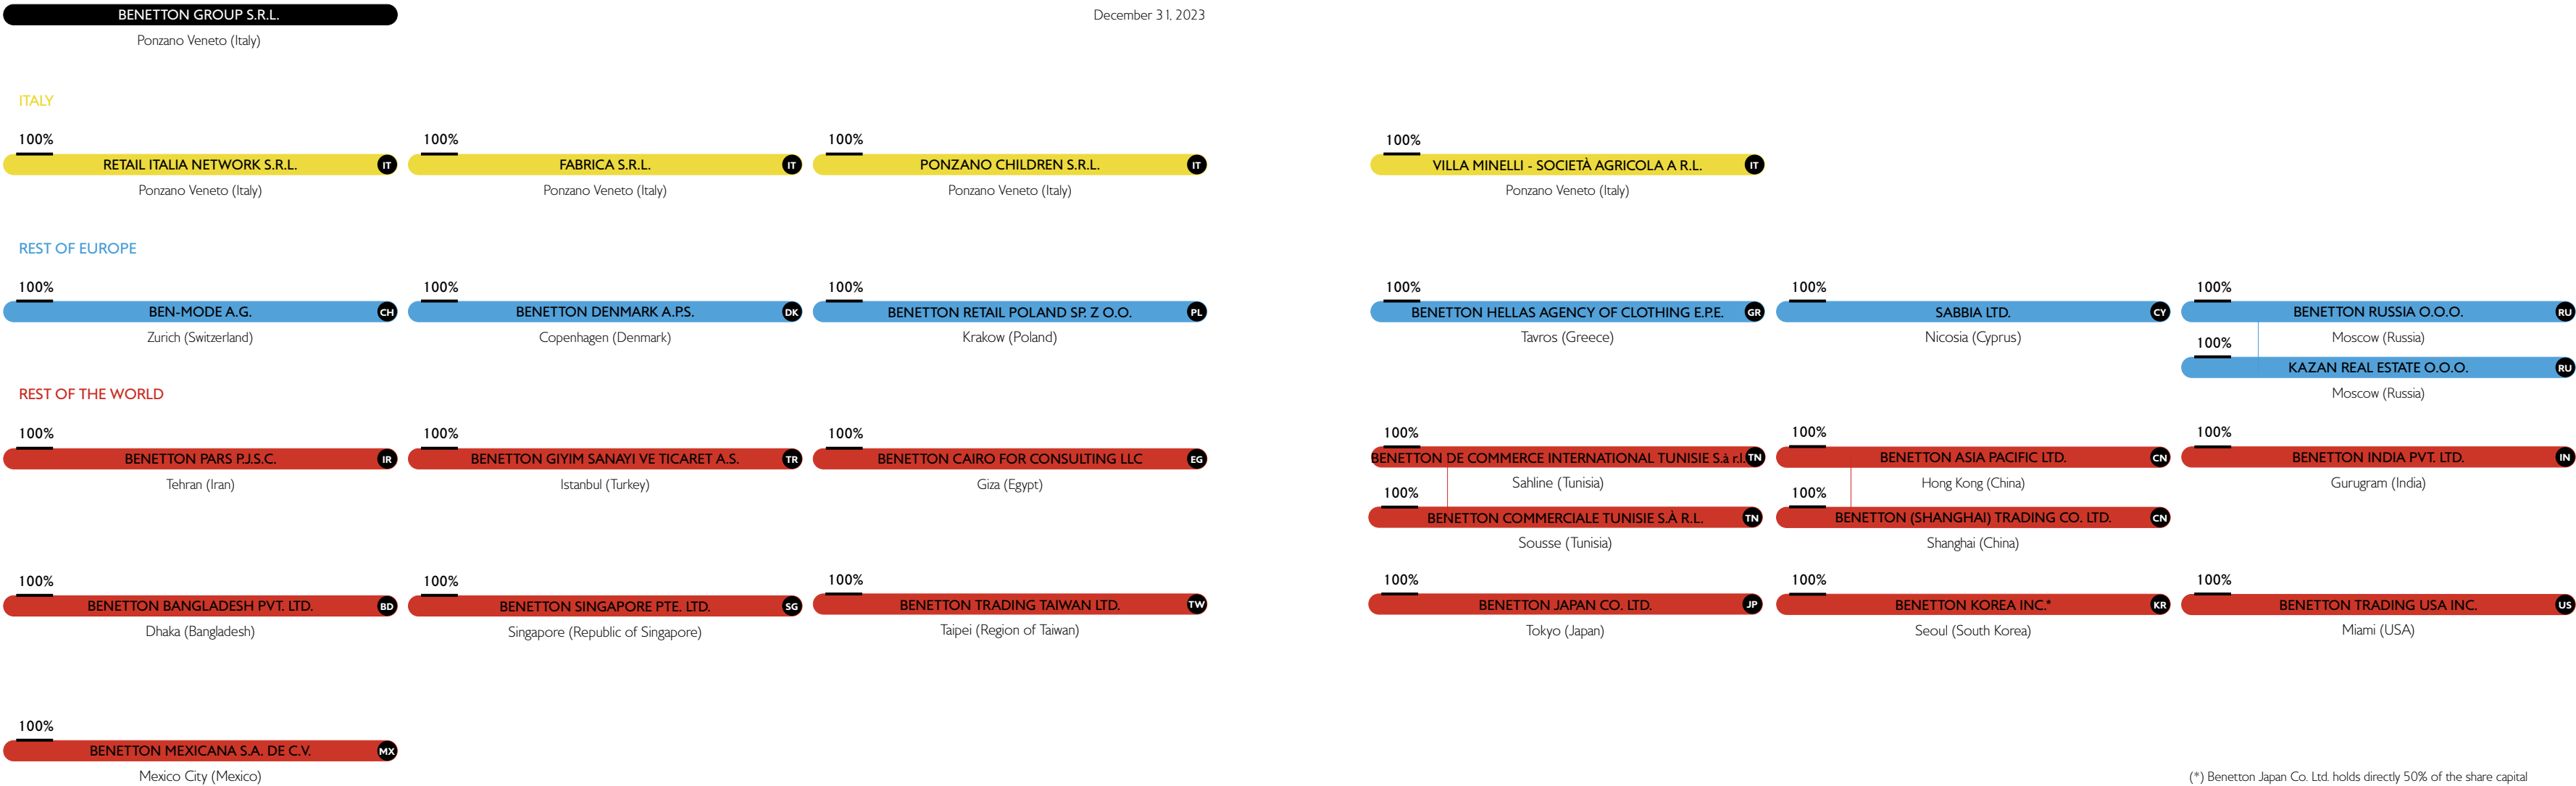 BENETTON GROUP S.R.L.
Ponzano Veneto (Italy)
December 31, 2023
ITALY
100%
RETAIL ITALIA NETWORK S.R.L.
IT
Ponzano Veneto (Italy)
100%
FABRICA S.R.L.
IT
Ponzano Veneto (Italy)
100%
PONZANO CHILDREN S.R.L.
IT
Ponzano Veneto (Italy)
100%
VILLA MINELLI - SOCIETÀ AGRICOLA A R.L.
IT
Ponzano Veneto (Italy)
REST OF EUROPE
100%
BEN-MODE A.G.
CH
Zurich (Switzerland)
100%
BENETTON DENMARK A.P.S.
DK
Copenhagen (Denmark)
100%
BENETTON RETAIL POLAND SP. Z O.O.
PL
Krakow (Poland)
100%
BENETTON HELLAS AGENCY OF CLOTHING E.P.E.
GR
Tavros (Greece)
100%
SABBIA LTD.
CY
Nicosia (Cyprus)
100%
BENETTON RUSSIA O.O.O.
RU
Moscow (Russia)
100%
KAZAN REAL ESTATE O.O.O.
RU
Moscow (Russia)
REST OF THE WORLD
100%
BENETTON PARS P.J.S.C.
IR
Tehran (Iran)
100%
BENETTON GIYIM SANAYI VE TICARET A.S.
TR
Istanbul (Turkey)
100%
BENETTON CAIRO FOR CONSULTING LLC
EG
Giza (Egypt)
100%
BENETTON DE COMMERCE INTERNATIONAL TUNISIE S.à r.l.
TN
Sahline (Tunisia)
100%
BENETTON COMMERCIALE TUNISIE S.À R.L.
TN
Sousse (Tunisia)
100%
BENETTON ASIA PACIFIC LTD.
CN
Hong Kong (China)
100%
BENETTON (SHANGHAI) TRADING CO. LTD.
CN
Shanghai (China)
100%
BENETTON INDIA PVT. LTD.
IN
Gurugram (India)
100%
BENETTON BANGLADESH PVT. LTD.
BD
Dhaka (Bangladesh)
100%
BENETTON SINGAPORE PTE. LTD.
SG
Singapore (Republic of Singapore)
100%
BENETTON TRADING TAIWAN LTD.
TW
Taipei (Region of Taiwan)
100%
BENETTON JAPAN CO. LTD.
JP
Tokyo (Japan)
100%
BENETTON KOREA INC.*
KR
Seoul (South Korea)
100%
BENETTON TRADING USA INC.
US
Miami (USA)
100%
BENETTON MEXICANA S.A. DE C.V.
MX
Mexico City (Mexico)
(*) Benetton Japan Co. Ltd. holds directly 50% of the share capital